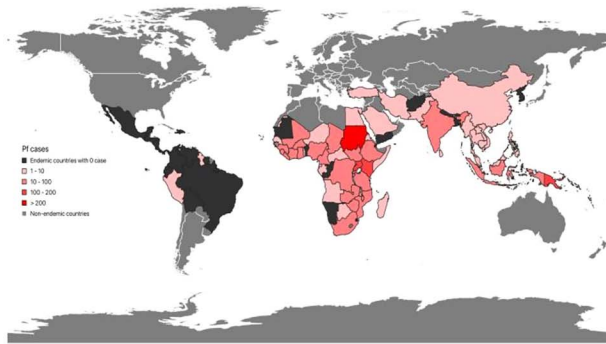 Pf cases
Endemic countries with 0 case
1 - 10
10 - 100
100 - 200
> 200
Non-endemic countries